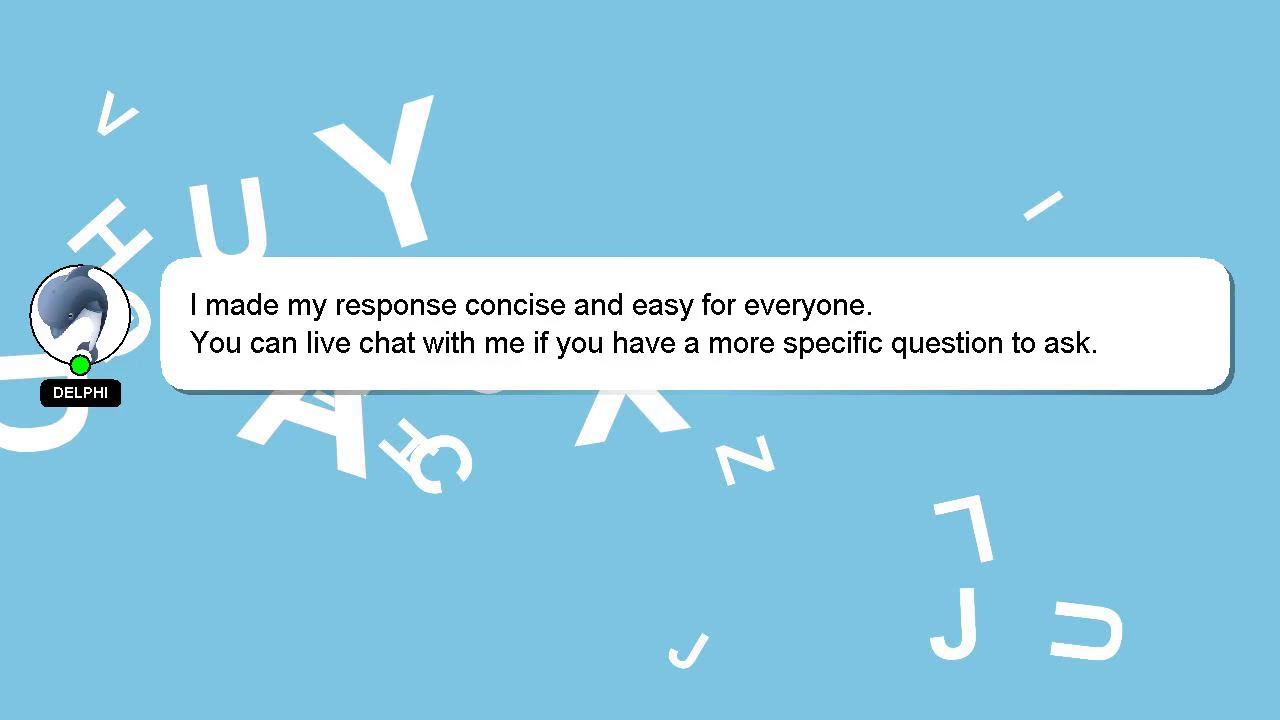 V
Y
U
H
I
I made my response concise and easy for everyone.
You can live chat with me if you have a more specific question to ask.
DELPHI
A
X
H
C
N
L
J
U
J